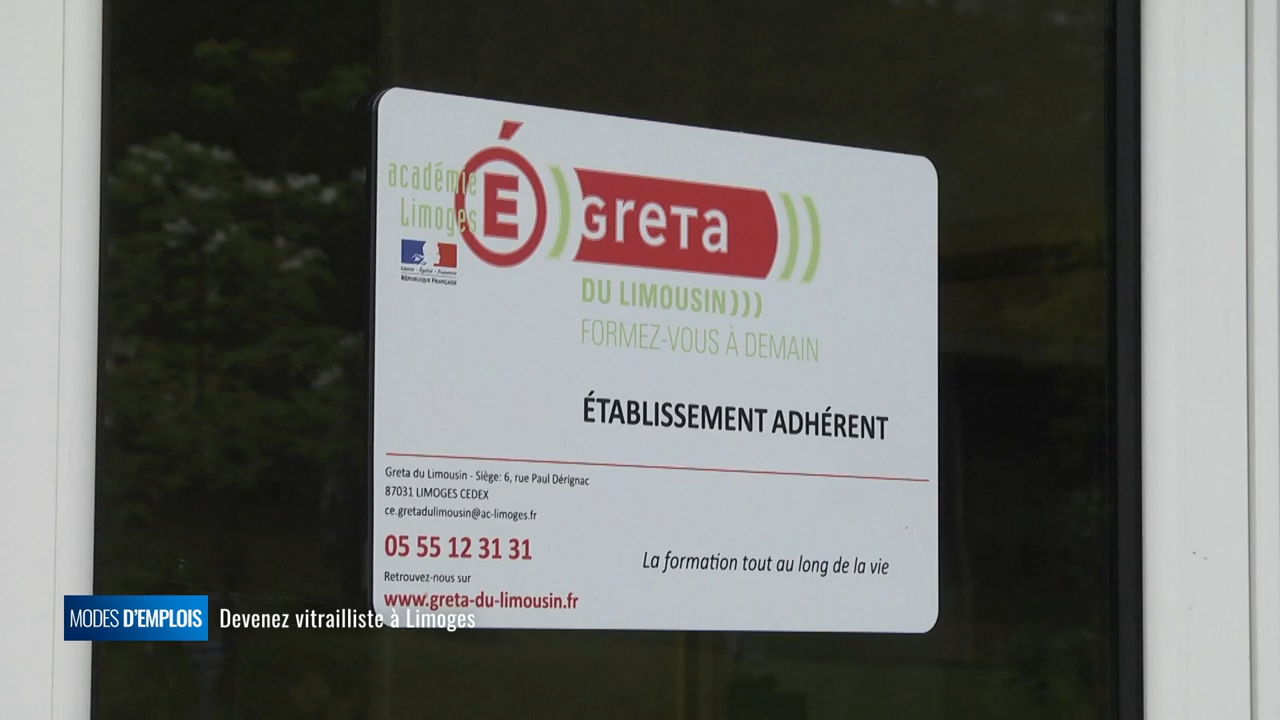 académie
Limoges
É
GreTa
Liberté • Égalité • Fraternité
RÉPUBLIQUE FRANÇAISE
DU LIMOUSIN)))
FORMEZ-VOUS À DEMAIN
ÉTABLISSEMENT ADHÉRENT
Greta du Limousin - Siège: 6, rue Paul Dérignac
87031 LIMOGES CEDEX
ce.gretadulimousin@ac-limoges.fr
05 55 12 31 31
La formation tout au long de la vie
Retrouvez-nous sur
www.greta-du-limousin.fr
MODES D'EMPLOIS Devenez vitrailliste à Limoges